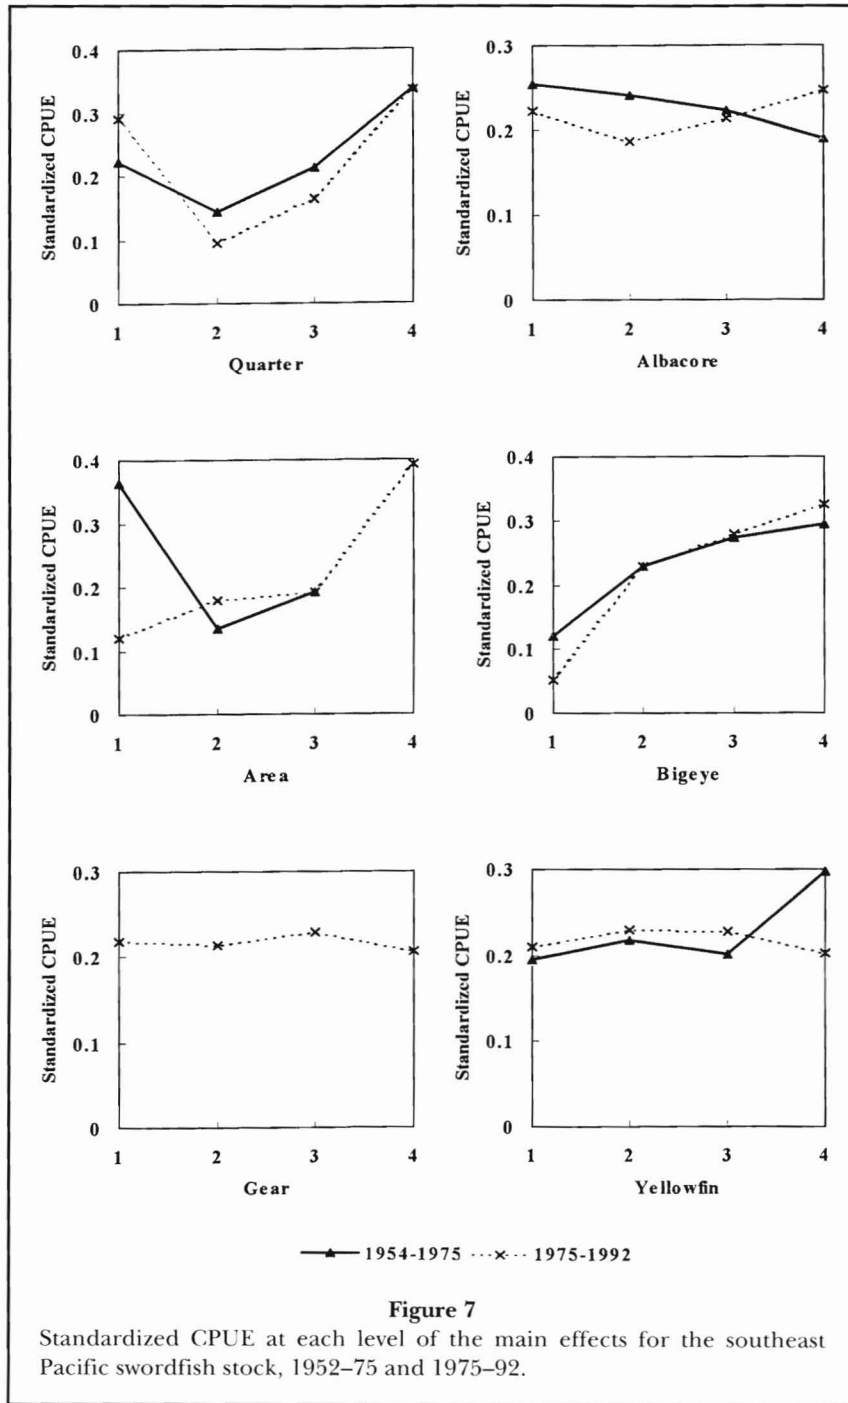 0.4
0.3
0.2
0.1
0
Standardized CPUE
1 2 3 4
Quarter
0.3
0.2
0.1
0
Standardized CPUE
1 2 3 4
Albacore
0.4
0.3
0.2
0.1
0
Standardized CPUE
1 2 3 4
Area
0.4
0.3
0.2
0.1
0
Standardized CPUE
1 2 3 4
Bigeye
0.3
0.2
0.1
0
Standardized CPUE
1 2 3 4
Gear
0.3
0.2
0.1
0
Standardized CPUE
1 2 3 4
Yellowfin
1954-1975 1975-1992
Figure 7
Standardized CPUE at each level of the main effects for the southeast
Pacific swordfish stock, 1952–75 and 1975–92.